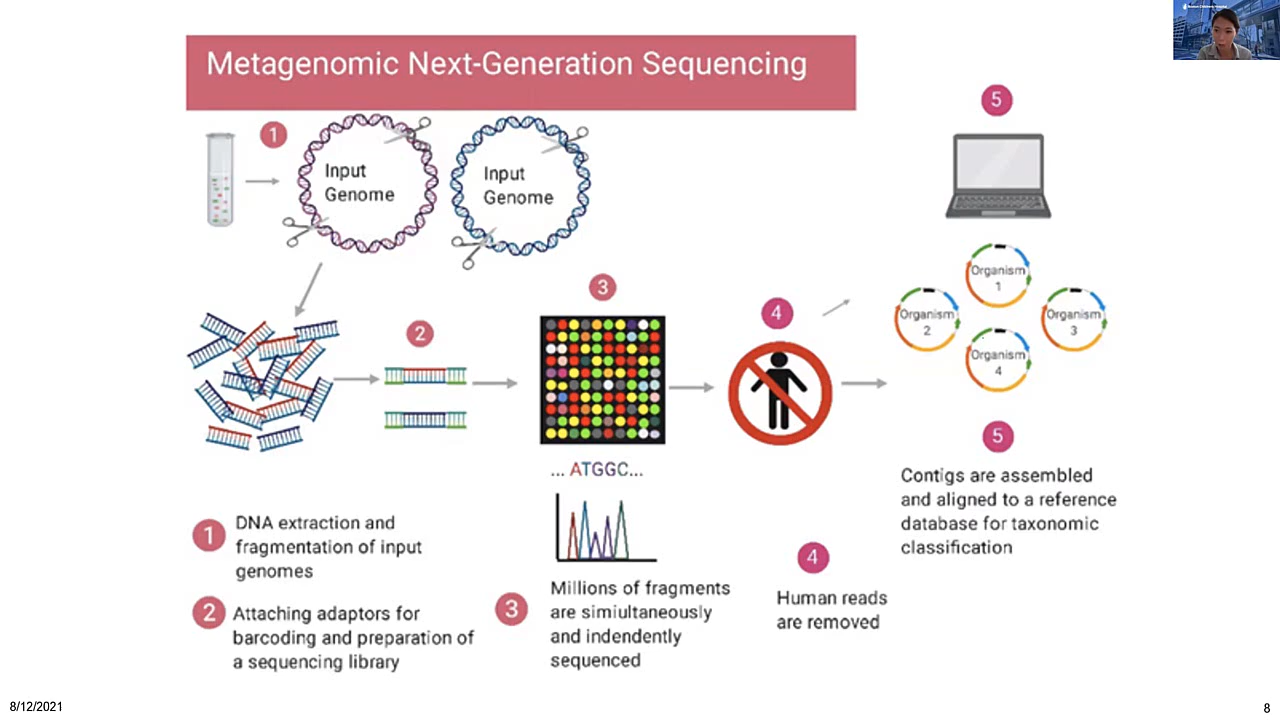 Metagenomic Next-Generation Sequencing
1
Input
Genome
Input
Genome
2
3
4
5
Organism
1
Organism
2
Organism
3
Organism
4
... ATGGC...
1
DNA extraction and
fragmentation of input
genomes
2
Attaching adaptors for
barcoding and preparation of
a sequencing library
3
Millions of fragments
are simiultaneously
and indendently
sequenced
4
Human reads
are removed
5
Contigs are assembled
and aligned to a reference
database for taxonomic
classification
8/12/2021
8